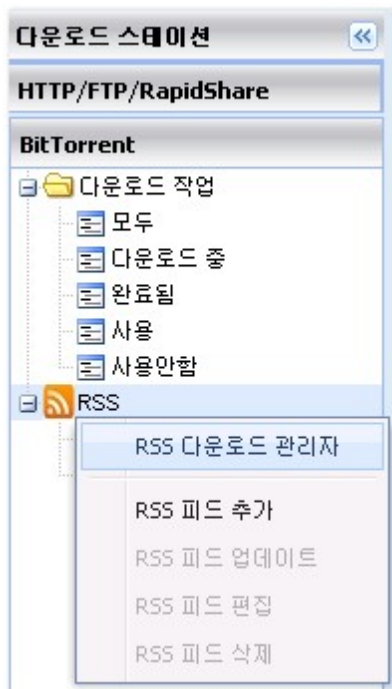 다운로드 스테이션
HTTP/FTP/RapidShare
BitTorrent
다운로드 작업
모두
다운로드 중
완료됨
사용
사용안함
RSS
RSS 다운로드 관리자
RSS 피드 추가
RSS 피드 업데이트
RSS 피드 편집
RSS 피드 삭제